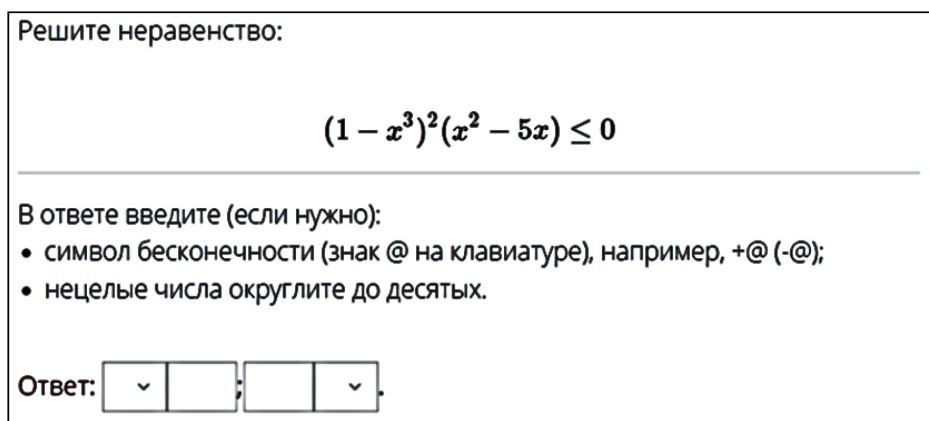 Решите неравенство:
(1 − x³)²(x² − 5x) ≤ 0
В ответе введите (если нужно):
• символ бесконечности (знак @ на клавиатуре), например, +@ (-@);
• нецелые числа округлите до десятых.
Ответ: ; .